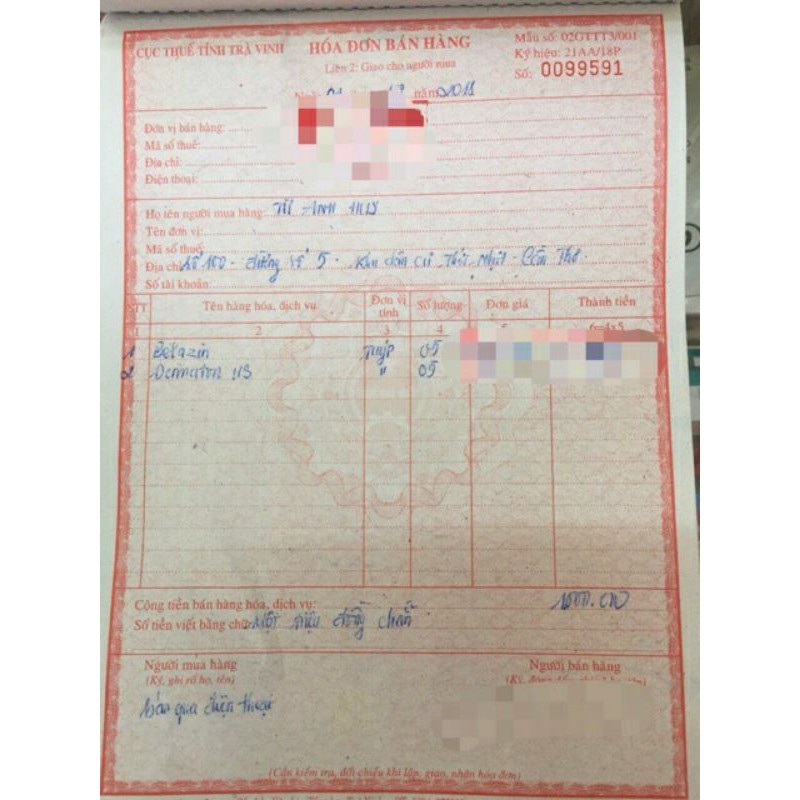 CỤC THUẾ TỈNH TRÀ VINH
HÓA ĐƠN BÁN HÀNG
Liên 2: Giao cho người mua
Mẫu số: 02GTTT3/001
Ký hiệu: 21AA/18P
Số: 0099591
năm 2018
Đơn vị bán hàng:
Mã số thuế:
Địa chỉ:
Điện thoại:
Họ tên người mua hàng:
Tên đơn vị:
Mã số thuế:
Địa chỉ: Số 100 - đường số 5 - Khu dân cư - Cần Thơ.
Số tài khoản:
STT Tên hàng hóa, dịch vụ Đơn vị tính Số lượng Đơn giá Thành tiền
1 2 3 4 6=4x5
1 Betazin Tuýp 05
2 " 05
Cộng tiền bán hàng hóa, dịch vụ: 1000.000
Số tiền viết bằng chữ: Một triệu đồng chẵn
Người mua hàng Người bán hàng
(Ký, ghi rõ họ, tên)
bán qua điện thoại
(Cần kiểm tra, đối chiếu khi lập, giao, nhận hóa đơn)